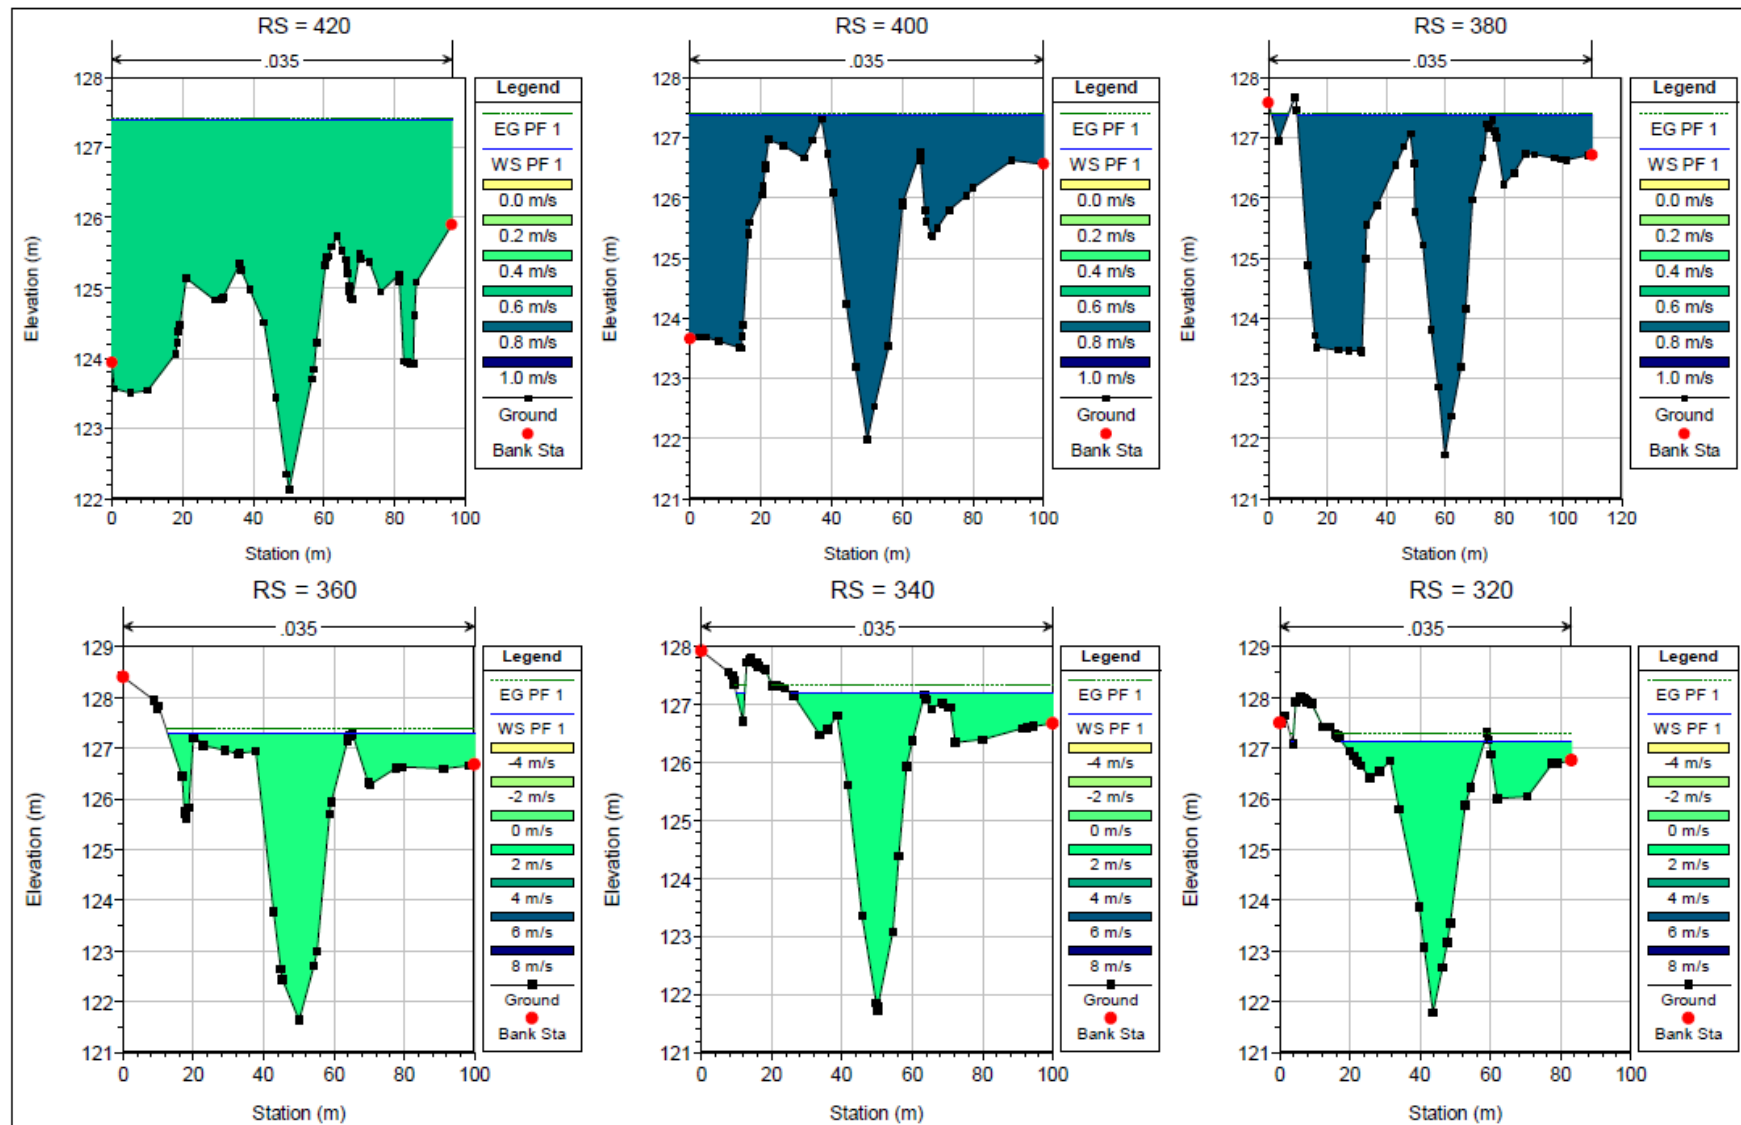 RS = 420
.035
128
127
126
125
124
123
122
0
20
40
60
80
100
Elevation (m)
Station (m)
Legend
EG PF 1
WS PF 1
0.0 m/s
0.2 m/s
0.4 m/s
0.6 m/s
0.8 m/s
1.0 m/s
Ground
Bank Sta
RS = 400
.035
128
127
126
125
124
123
122
121
0
20
40
60
80
100
Elevation (m)
Station (m)
Legend
EG PF 1
WS PF 1
0.0 m/s
0.2 m/s
0.4 m/s
0.6 m/s
0.8 m/s
1.0 m/s
Ground
Bank Sta
RS = 380
.035
128
127
126
125
124
123
122
121
0
20
40
60
80
100
120
Elevation (m)
Station (m)
Legend
EG PF 1
WS PF 1
0.0 m/s
0.2 m/s
0.4 m/s
0.6 m/s
0.8 m/s
1.0 m/s
Ground
Bank Sta
RS = 360
.035
129
128
127
126
125
124
123
122
121
0
20
40
60
80
100
Elevation (m)
Station (m)
Legend
EG PF 1
WS PF 1
-4 m/s
-2 m/s
0 m/s
2 m/s
4 m/s
6 m/s
8 m/s
Ground
Bank Sta
RS = 340
.035
128
127
126
125
124
123
122
121
0
20
40
60
80
100
Elevation (m)
Station (m)
Legend
EG PF 1
WS PF 1
-4 m/s
-2 m/s
0 m/s
2 m/s
4 m/s
6 m/s
8 m/s
Ground
Bank Sta
RS = 320
.035
129
128
127
126
125
124
123
122
121
0
20
40
60
80
100
Elevation (m)
Station (m)
Legend
EG PF 1
WS PF 1
-4 m/s
-2 m/s
0 m/s
2 m/s
4 m/s
6 m/s
8 m/s
Ground
Bank Sta